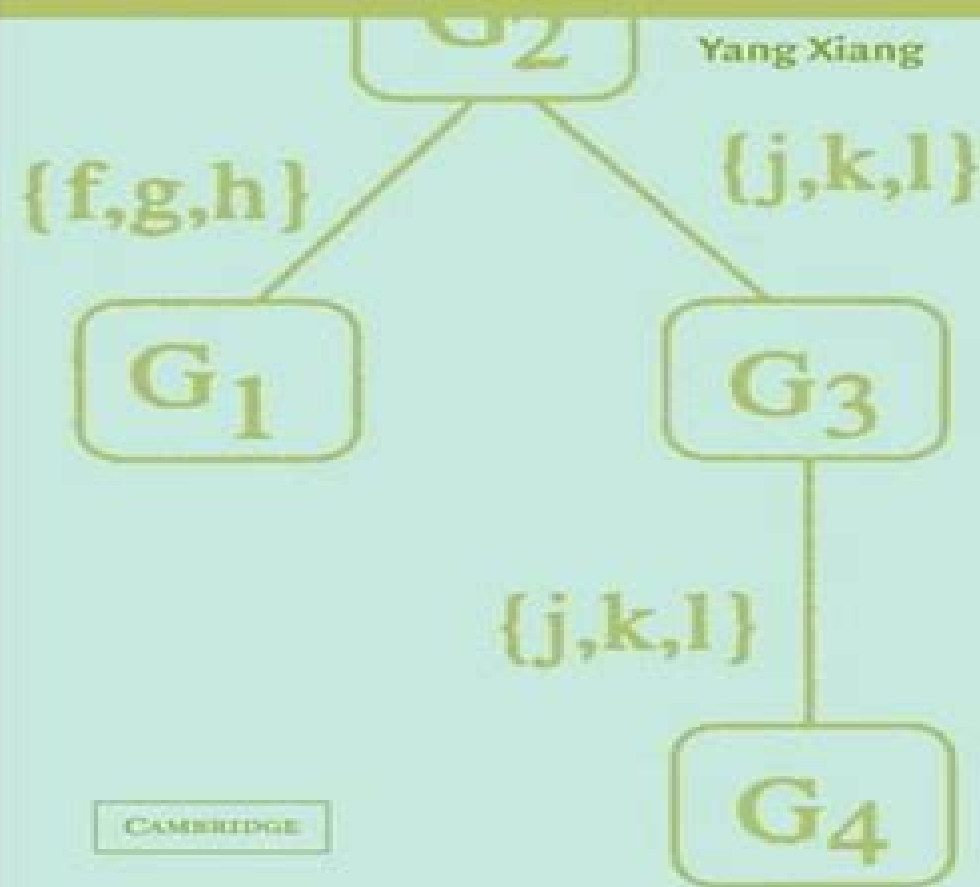 G2
Yang Xiang
{f,g,h}
{j,k,l}
G1
G3
{j,k,l}
G4
CAMBRIDGE